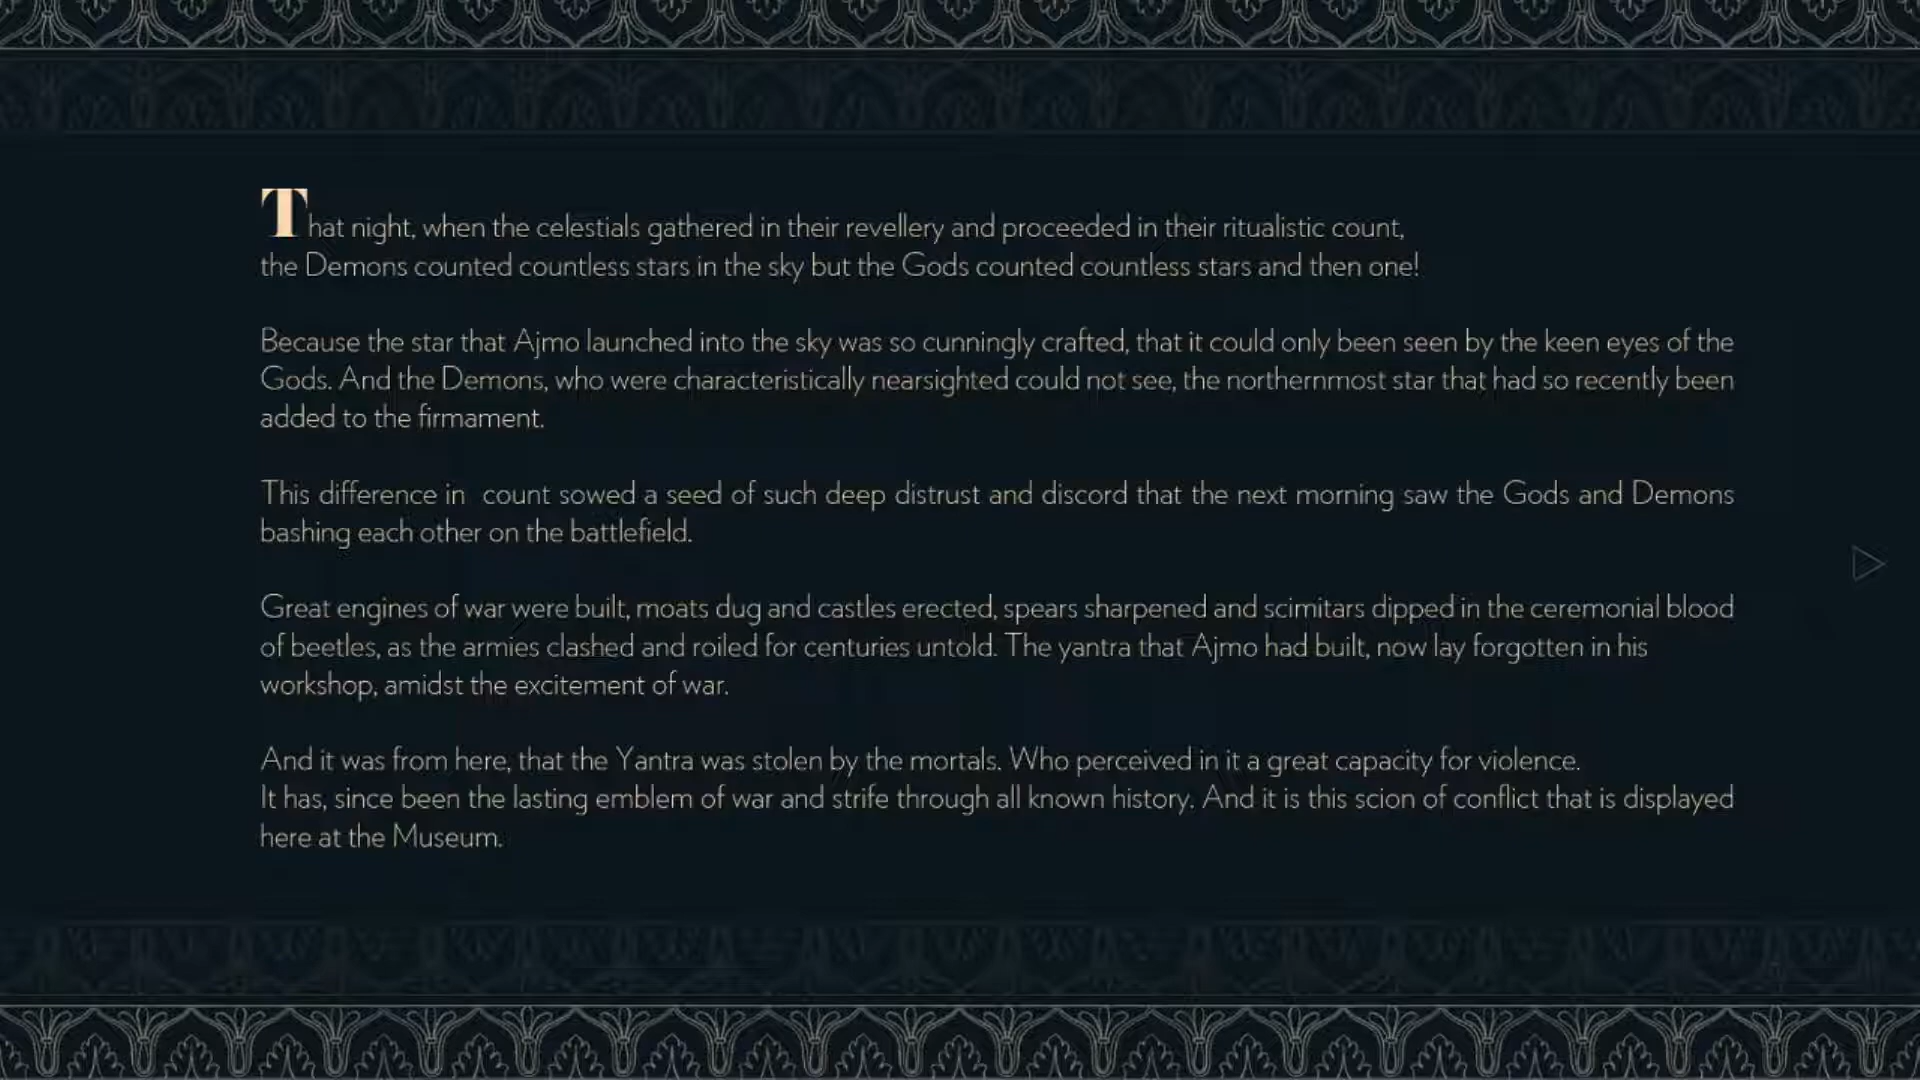 That night, when the celestials gathered in their revellery and proceeded in their ritualistic count,
the Demons counted countless stars in the sky but the Gods counted countless stars and then one!
Because the star that Ajmo launched into the sky was so cunningly crafted, that it could only been seen by the keen eyes of the
Gods. And the Demons, who were characteristically nearsighted could not see, the northernmost star that had so recently been
added to the firmament.
This difference in count sowed a seed of such deep distrust and discord that the next morning saw the Gods and Demons
bashing each other on the battlefield.
Great engines of war were built, moats dug and castles erected, spears sharpened and scimitars dipped in the ceremonial blood
of beetles, as the armies clashed and roiled for centuries untold. The yantra that Ajmo had built, now lay forgotten in his
workshop, amidst the excitement of war.
And it was from here, that the Yantra was stolen by the mortals. Who perceived in it a great capacity for violence.
It has, since been the lasting emblem of war and strife through all known history. And it is this scion of conflict that is displayed
here at the Museum.